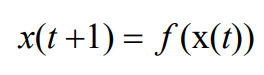 x(t+1) = f(x(t))